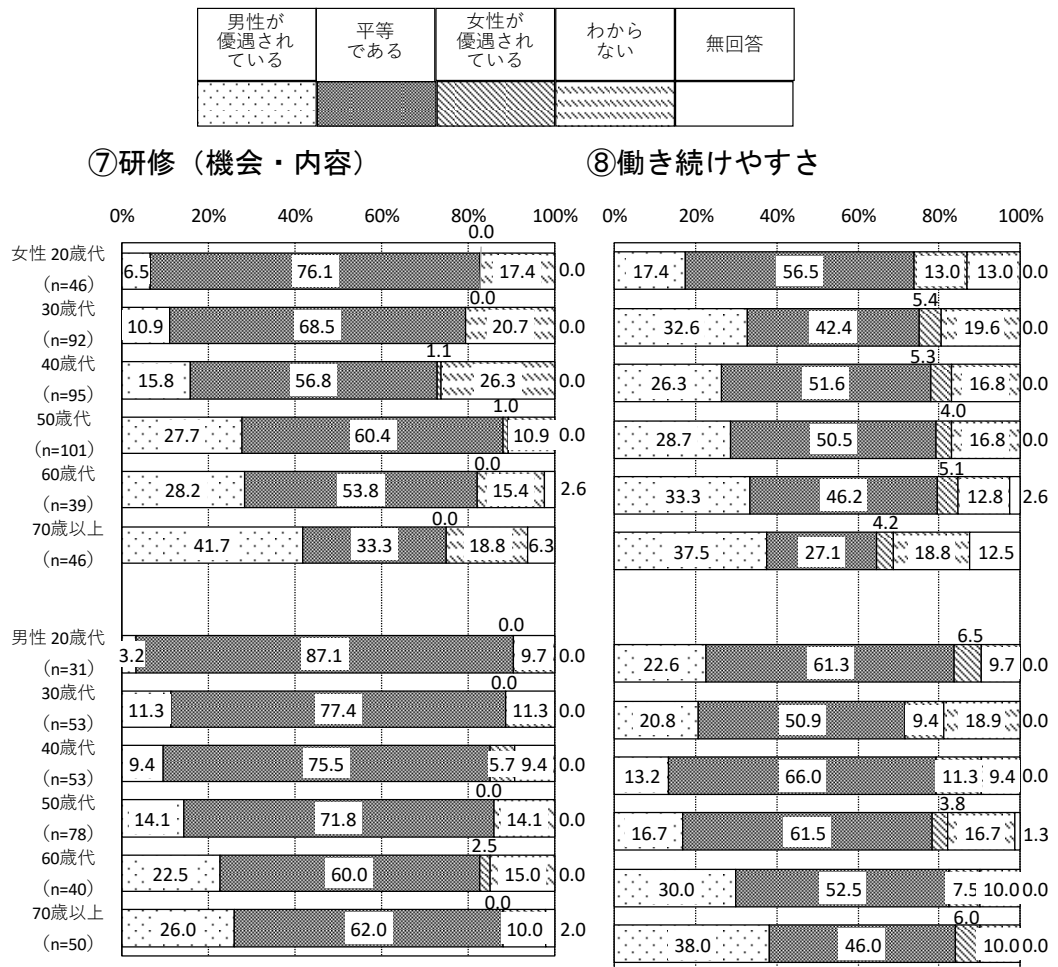 男性が
優遇され
ている
平等
である
女性が
優遇され
ている
わから
ない
無回答
⑦研修（機会・内容）
0% 20% 40% 60% 80% 100%
女性 20歳代
(n=46)
6.5 76.1 0.0 17.4 0.0
30歳代
(n=92)
10.9 68.5 0.0 20.7 0.0
40歳代
(n=95)
15.8 56.8 1.1 26.3 0.0
50歳代
(n=101)
27.7 60.4 1.0 10.9 0.0
60歳代
(n=39)
28.2 53.8 0.0 15.4 2.6
70歳以上
(n=46)
41.7 33.3 0.0 18.8 6.3
男性 20歳代
(n=31)
3.2 87.1 0.0 9.7 0.0
30歳代
(n=53)
11.3 77.4 0.0 11.3 0.0
40歳代
(n=53)
9.4 75.5 5.7 9.4 0.0
50歳代
(n=78)
14.1 71.8 0.0 14.1 0.0
60歳代
(n=40)
22.5 60.0 2.5 15.0 0.0
70歳以上
(n=50)
26.0 62.0 0.0 10.0 2.0
⑧働き続けやすさ
0% 20% 40% 60% 80% 100%
17.4 56.5 13.0 13.0 0.0
32.6 42.4 5.4 19.6 0.0
26.3 51.6 5.3 16.8 0.0
28.7 50.5 4.0 16.8 0.0
33.3 46.2 5.1 12.8 2.6
37.5 27.1 4.2 18.8 12.5
22.6 61.3 6.5 9.7 0.0
20.8 50.9 9.4 18.9 0.0
13.2 66.0 11.3 9.4 0.0
16.7 61.5 3.8 16.7 1.3
30.0 52.5 7.5 10.0 0.0
38.0 46.0 6.0 10.0 0.0